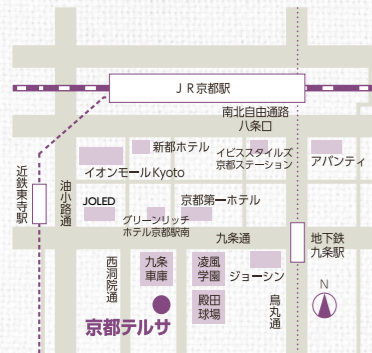 JR京都駅
南北自由通路
八条口
新都ホテル
イビススタイルズ
京都ステーション
アバンティ
イオンモールKyoto
近鉄東寺駅
油小路通
JOLED
京都第一ホテル
グリーンリッチ
ホテル京都駅南
九条通
地下鉄
九条駅
西洞院通
九条
車庫
凌風
学園
ジョーシン
烏丸通
N
殿田
球場
京都テルサ